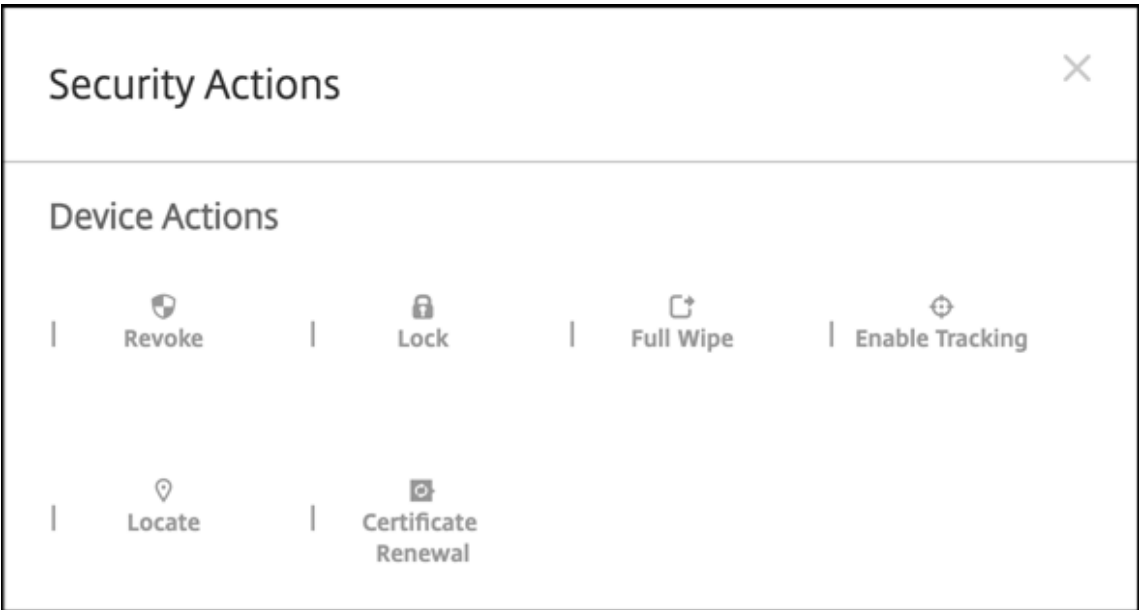 Security Actions
Device Actions
| Revoke | Lock | Full Wipe | Enable Tracking
| Locate | Certificate
Renewal